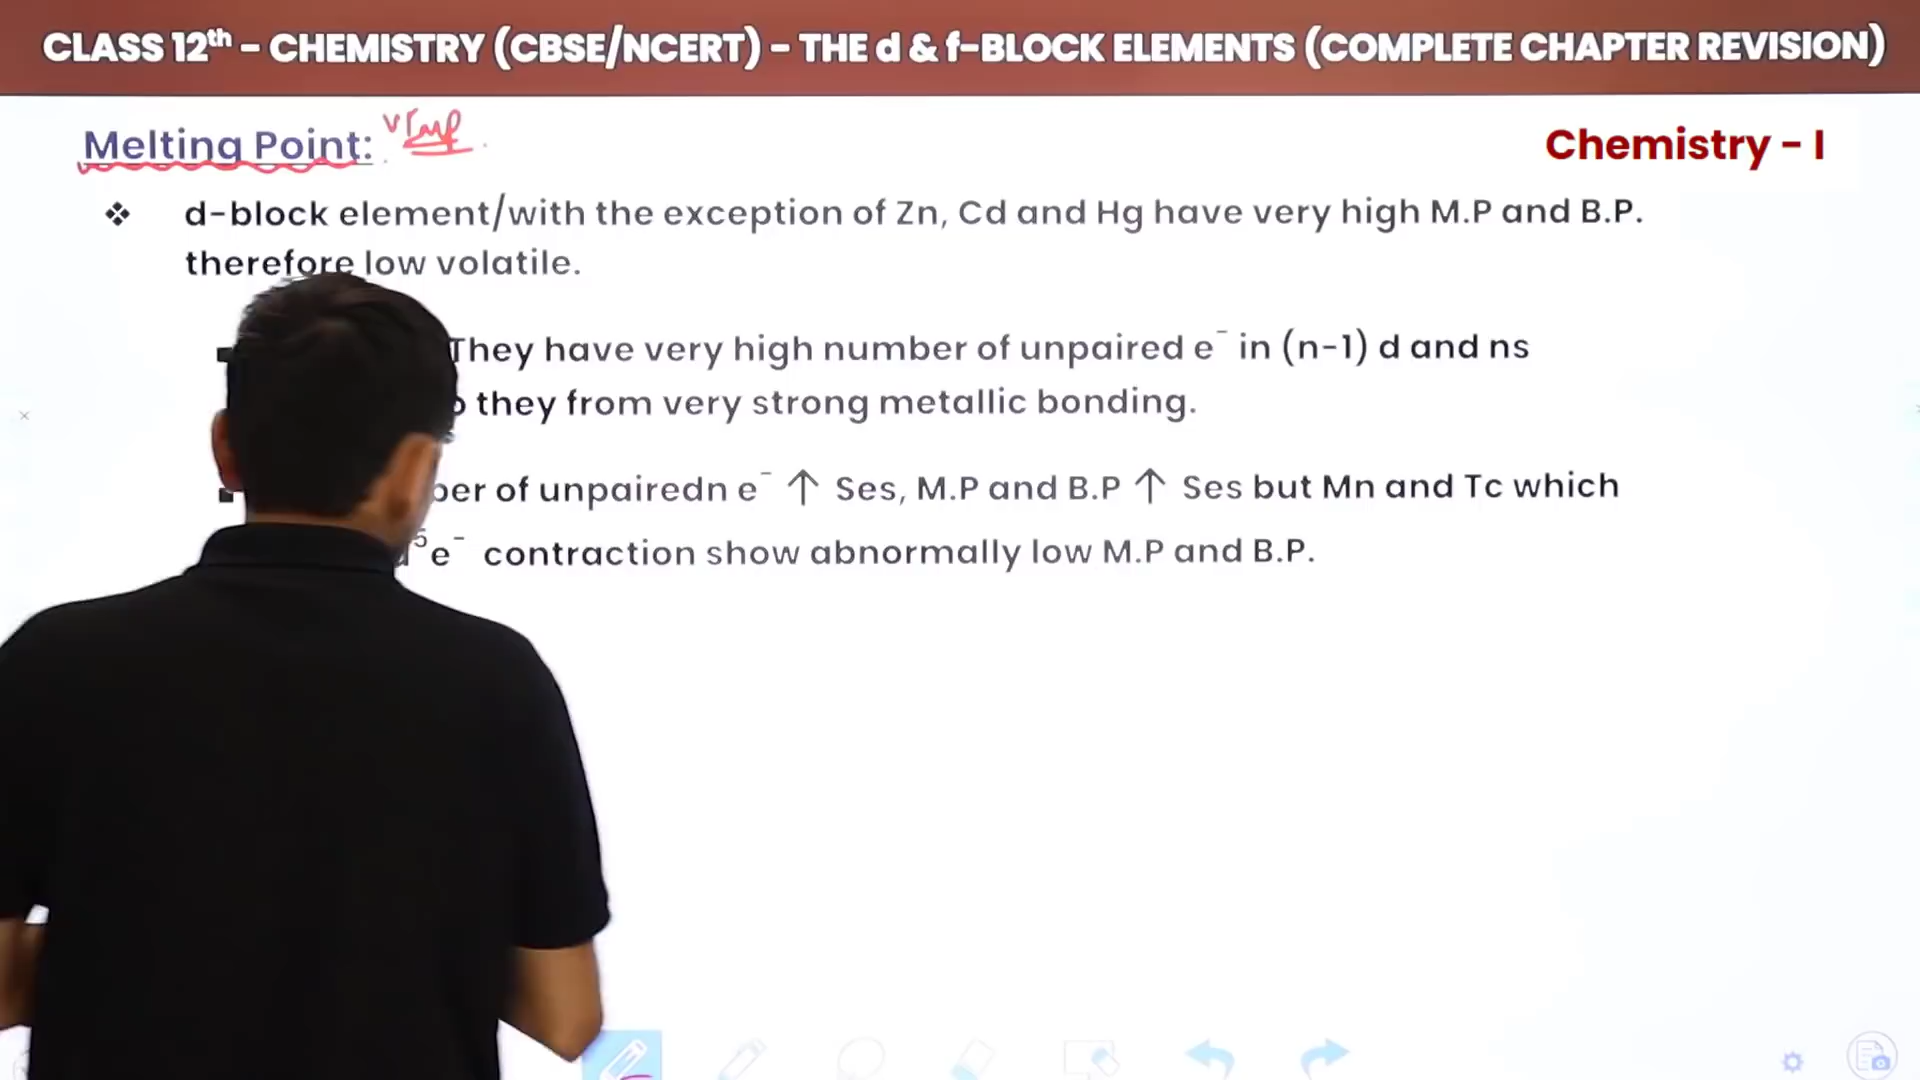 CLASS 12th - CHEMISTRY (CBSE/NCERT) - THE d & f-BLOCK ELEMENTS (COMPLETE CHAPTER REVISION)
Melting Point: V Imp
Chemistry - I
❖ d-block element/with the exception of Zn, Cd and Hg have very high M.P and B.P.
therefore low volatile.
They have very high number of unpaired e⁻ in (n-1) d and ns
they from very strong metallic bonding.
of unpairedn e⁻ ↑ Ses, M.P and B.P ↑ Ses but Mn and Tc which
⁵ e⁻ contraction show abnormally low M.P and B.P.